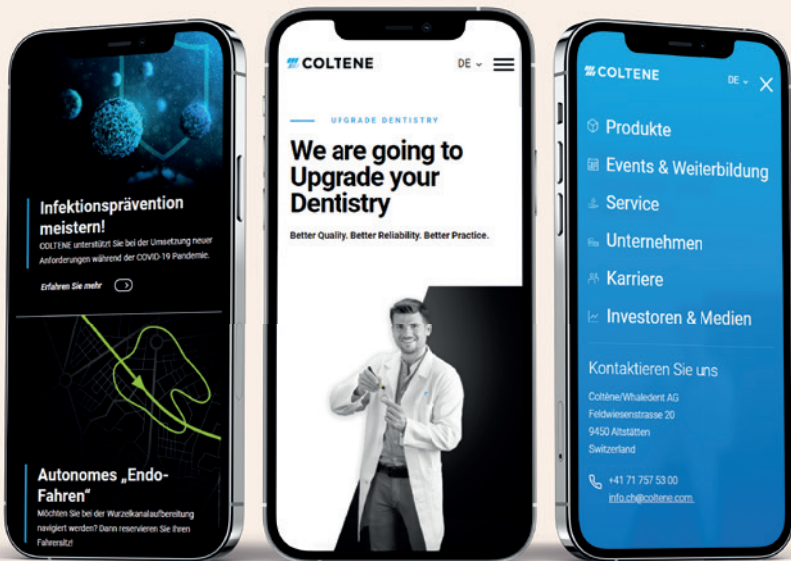 Infektionsprävention
meistern!
COLTENE unterstützt Sie bei der Umsetzung neuer
Anforderungen während der COVID-19 Pandemie.
Erfahren Sie mehr
Autonomes „Endo-
Fahren“
Möchten Sie bei der Wurzelkanalaufbereitung
navigiert werden? Dann reservieren Sie Ihren
Fahrersitz!
COLTENE
DE
UPGRADE DENTISTRY
We are going to
Upgrade your
Dentistry
Better Quality. Better Reliability. Better Practice.
COLTENE
DE
Produkte
Events & Weiterbildung
Service
Unternehmen
Karriere
Investoren & Medien
Kontaktieren Sie uns
Coltène/Whaledent AG
Feldwiesenstrasse 20
9450 Altstätten
Switzerland
+41 71 757 53 00
info.ch@coltene.com